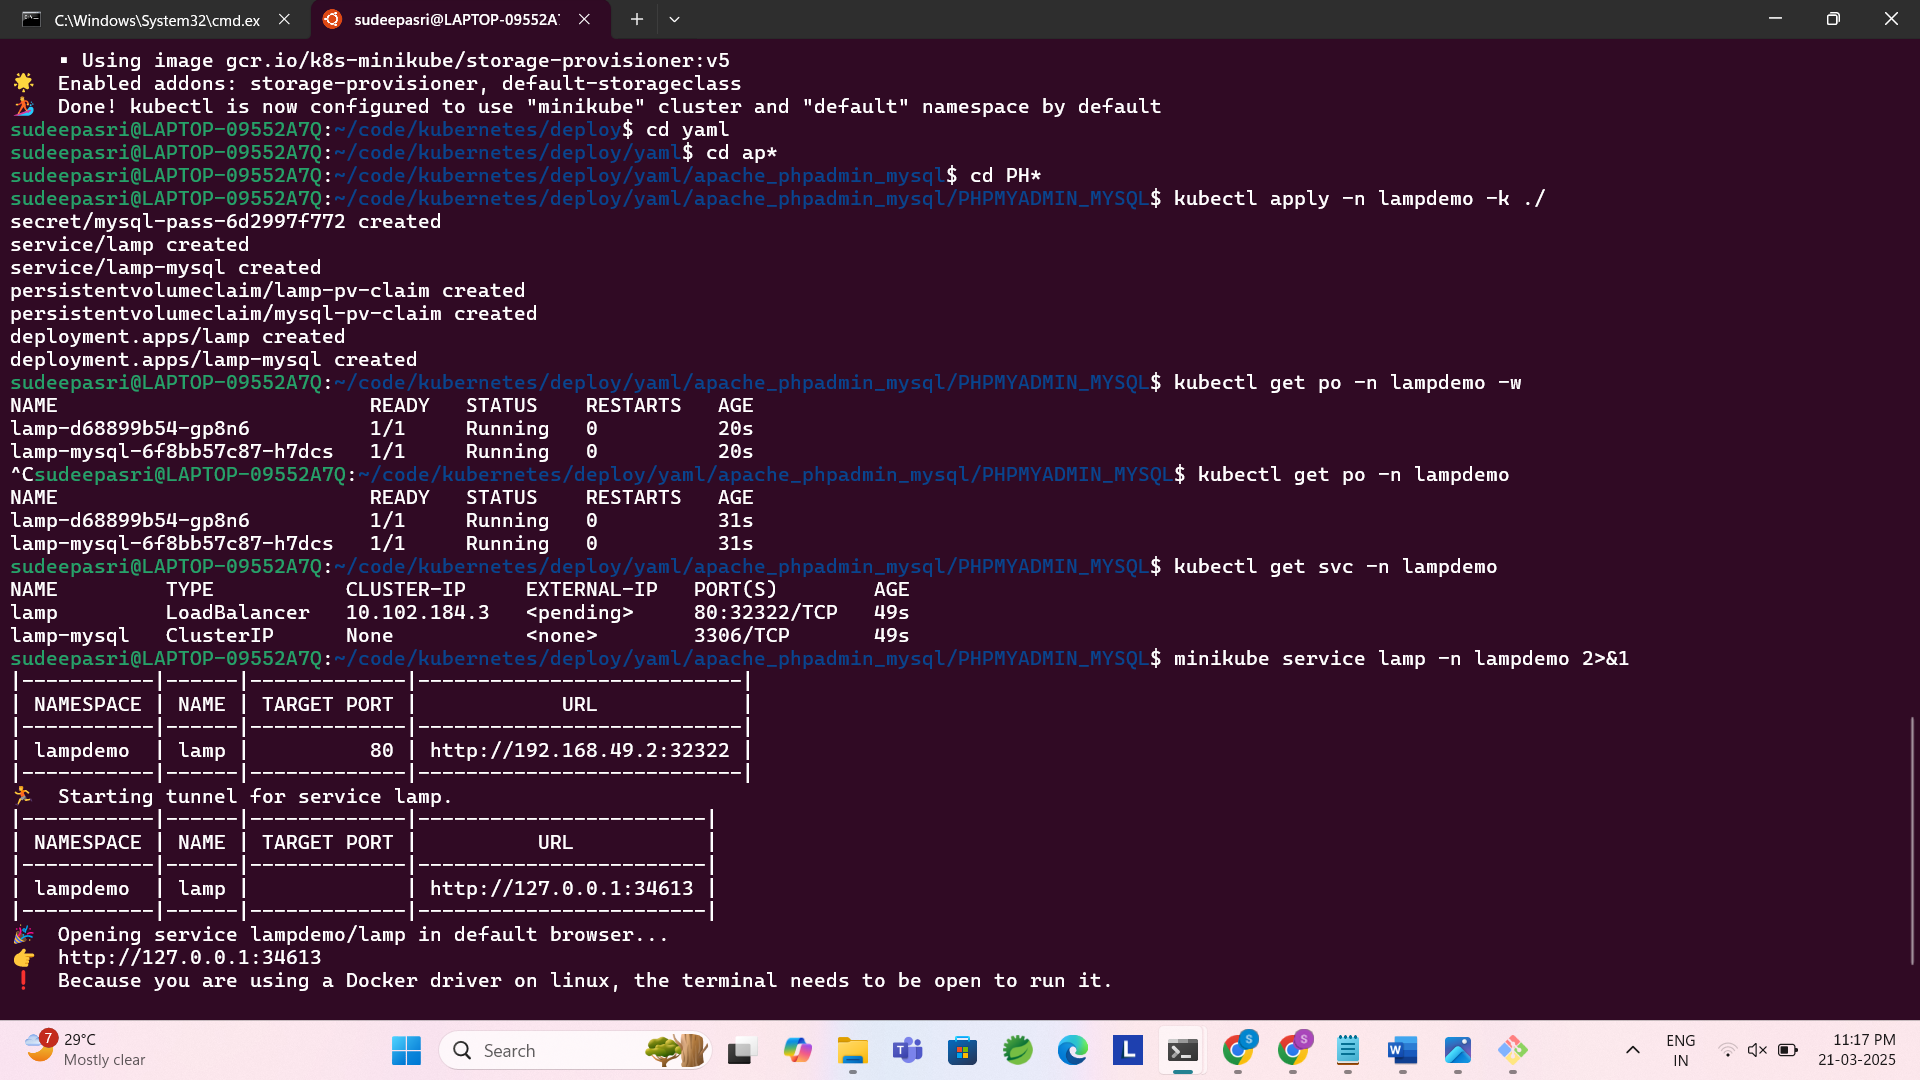 C:\Windows\System32\cmd.ex
sudeepasri@LAPTOP-09552A
▪ Using image gcr.io/k8s-minikube/storage-provisioner:v5
🌟 Enabled addons: storage-provisioner, default-storageclass
🏄 Done! kubectl is now configured to use "minikube" cluster and "default" namespace by default
sudeepasri@LAPTOP-09552A7Q:~/code/kubernetes/deploy$ cd yaml
sudeepasri@LAPTOP-09552A7Q:~/code/kubernetes/deploy/yaml$ cd ap*
sudeepasri@LAPTOP-09552A7Q:~/code/kubernetes/deploy/yaml/apache_phpadmin_mysql$ cd PH*
sudeepasri@LAPTOP-09552A7Q:~/code/kubernetes/deploy/yaml/apache_phpadmin_mysql/PHPMYADMIN_MYSQL$ kubectl apply -n lampdemo -k ./
secret/mysql-pass-6d2997f772 created
service/lamp created
service/lamp-mysql created
persistentvolumeclaim/lamp-pv-claim created
persistentvolumeclaim/mysql-pv-claim created
deployment.apps/lamp created
deployment.apps/lamp-mysql created
sudeepasri@LAPTOP-09552A7Q:~/code/kubernetes/deploy/yaml/apache_phpadmin_mysql/PHPMYADMIN_MYSQL$ kubectl get po -n lampdemo -w
NAME READY STATUS RESTARTS AGE
lamp-d68899b54-gp8n6 1/1 Running 0 20s
lamp-mysql-6f8bb57c87-h7dcs 1/1 Running 0 20s
^Csudeepasri@LAPTOP-09552A7Q:~/code/kubernetes/deploy/yaml/apache_phpadmin_mysql/PHPMYADMIN_MYSQL$ kubectl get po -n lampdemo
NAME READY STATUS RESTARTS AGE
lamp-d68899b54-gp8n6 1/1 Running 0 31s
lamp-mysql-6f8bb57c87-h7dcs 1/1 Running 0 31s
sudeepasri@LAPTOP-09552A7Q:~/code/kubernetes/deploy/yaml/apache_phpadmin_mysql/PHPMYADMIN_MYSQL$ kubectl get svc -n lampdemo
NAME TYPE CLUSTER-IP EXTERNAL-IP PORT(S) AGE
lamp LoadBalancer 10.102.184.3 <pending> 80:32322/TCP 49s
lamp-mysql ClusterIP None <none> 3306/TCP 49s
sudeepasri@LAPTOP-09552A7Q:~/code/kubernetes/deploy/yaml/apache_phpadmin_mysql/PHPMYADMIN_MYSQL$ minikube service lamp -n lampdemo 2>&1
|-----------|------|-------------|---------------------------|
| NAMESPACE | NAME | TARGET PORT | URL |
|-----------|------|-------------|---------------------------|
| lampdemo | lamp | 80 | http://192.168.49.2:32322 |
|-----------|------|-------------|---------------------------|
🏃 Starting tunnel for service lamp.
|-----------|------|-------------|------------------------|
| NAMESPACE | NAME | TARGET PORT | URL |
|-----------|------|-------------|------------------------|
| lampdemo | lamp | | http://127.0.0.1:34613 |
|-----------|------|-------------|------------------------|
🎉 Opening service lampdemo/lamp in default browser...
👉 http://127.0.0.1:34613
❗ Because you are using a Docker driver on linux, the terminal needs to be open to run it.
7
29°C
Mostly clear
Search
ENG
IN
11:17 PM
21-03-2025